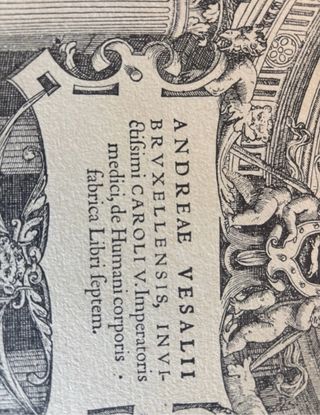 ANDREAE VESALII
BRVXELLENSIS, INVI-
ctiſsimi CAROLI V. Imperatoris
medici, de Humani corporis
fabrica Libri ſeptem.